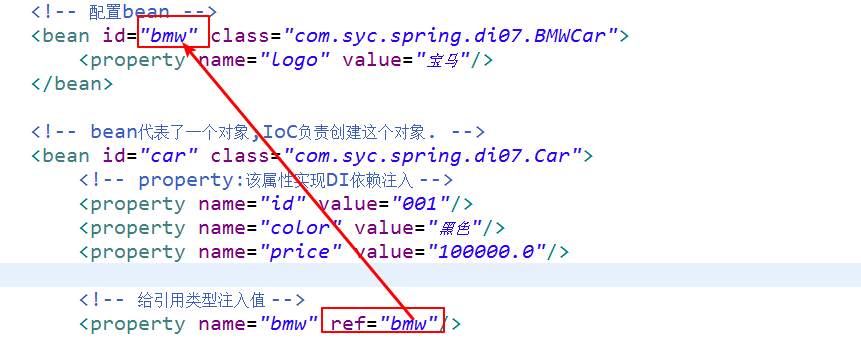 <!-- 配置bean -->
<bean id="bmw" class="com.syc.spring.di07.BMWCar">
<property name="logo" value="宝马"/>
</bean>
<!-- bean代表了一个对象,IoC负责创建这个对象. -->
<bean id="car" class="com.syc.spring.di07.Car">
<!-- property:该属性实现DI依赖注入 -->
<property name="id" value="001"/>
<property name="color" value="黑色"/>
<property name="price" value="100000.0"/>
<!-- 给引用类型注入值 -->
<property name="bmw" ref="bmw"/>